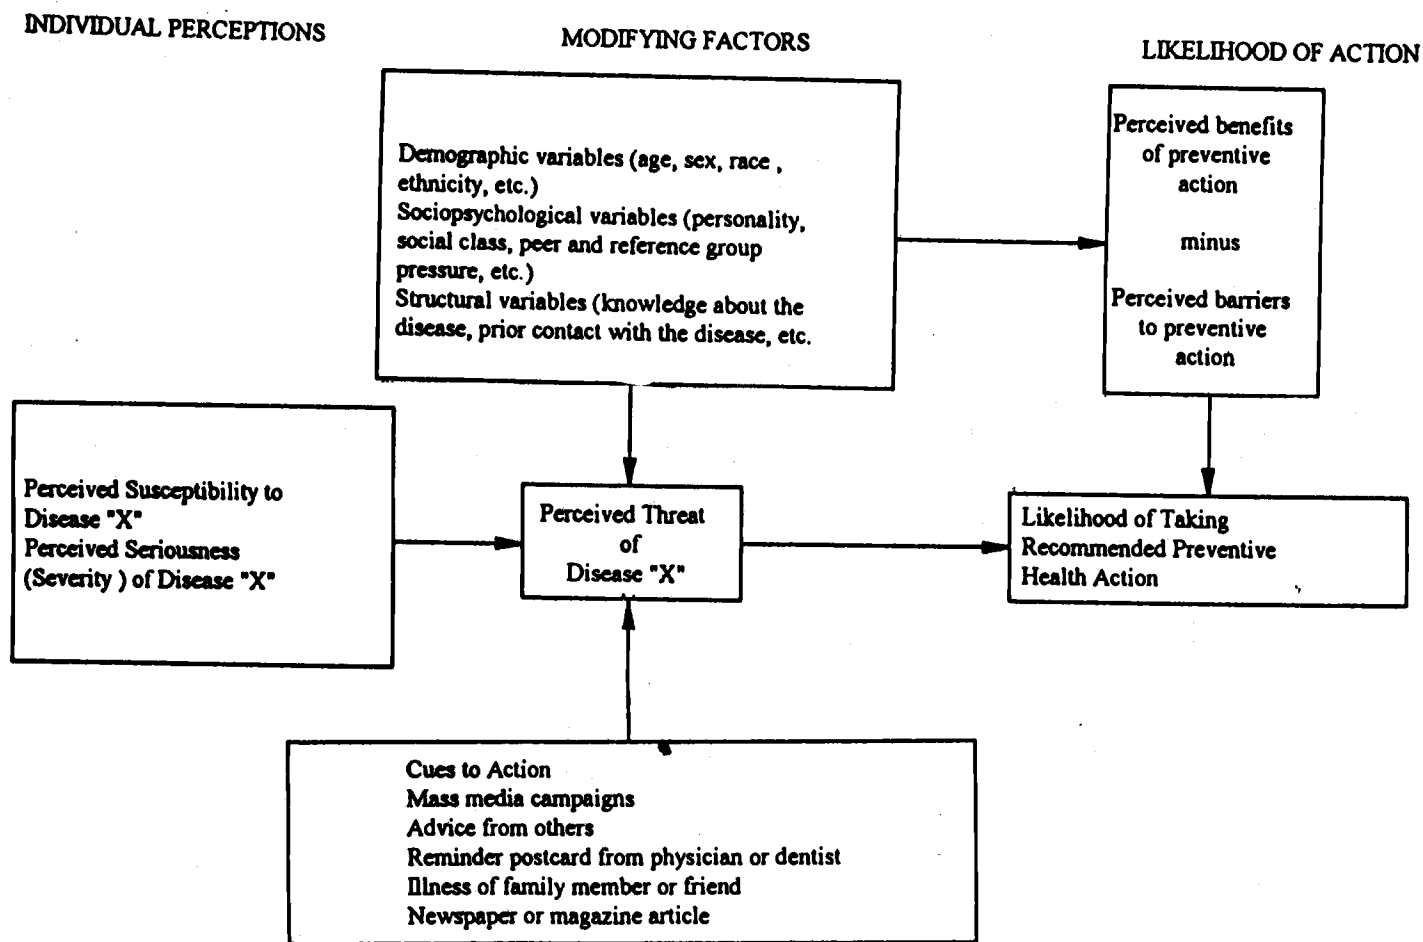 INDIVIDUAL PERCEPTIONS
MODIFYING FACTORS
LIKELIHOOD OF ACTION
Demographic variables (age, sex, race ,
ethnicity, etc.)
Sociopsychological variables (personality,
social class, peer and reference group
pressure, etc.)
Structural variables (knowledge about the
disease, prior contact with the disease, etc.
Perceived benefits
of preventive
action
minus
Perceived barriers
to preventive
action
Perceived Susceptibility to
Disease "X"
Perceived Seriousness
(Severity ) of Disease "X"
Perceived Threat
of
Disease "X"
Likelihood of Taking
Recommended Preventive
Health Action
Cues to Action
Mass media campaigns
Advice from others
Reminder postcard from physician or dentist
Illness of family member or friend
Newspaper or magazine article